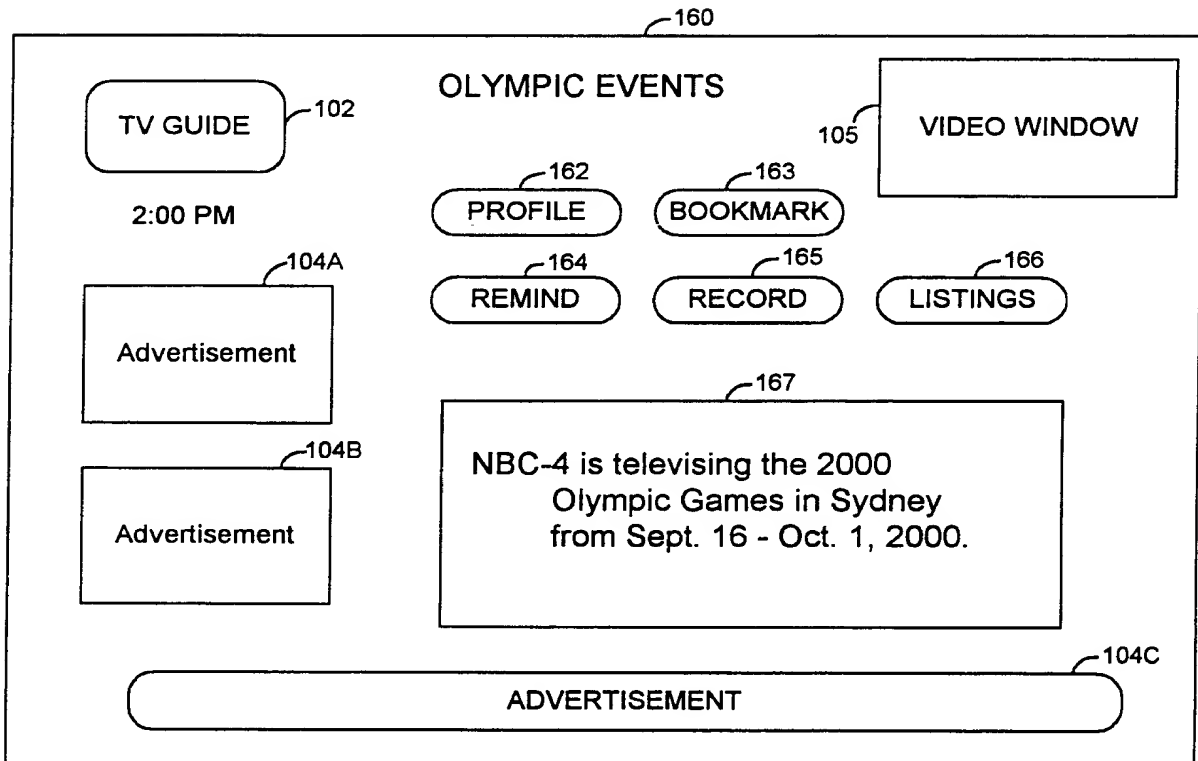 160
OLYMPIC EVENTS
TV GUIDE
102
105
VIDEO WINDOW
162
163
PROFILE
BOOKMARK
2:00 PM
104A
164
165
166
REMIND
RECORD
LISTINGS
Advertisement
167
104B
NBC-4 is televising the 2000
Olympic Games in Sydney
from Sept. 16 - Oct. 1, 2000.
Advertisement
104C
ADVERTISEMENT